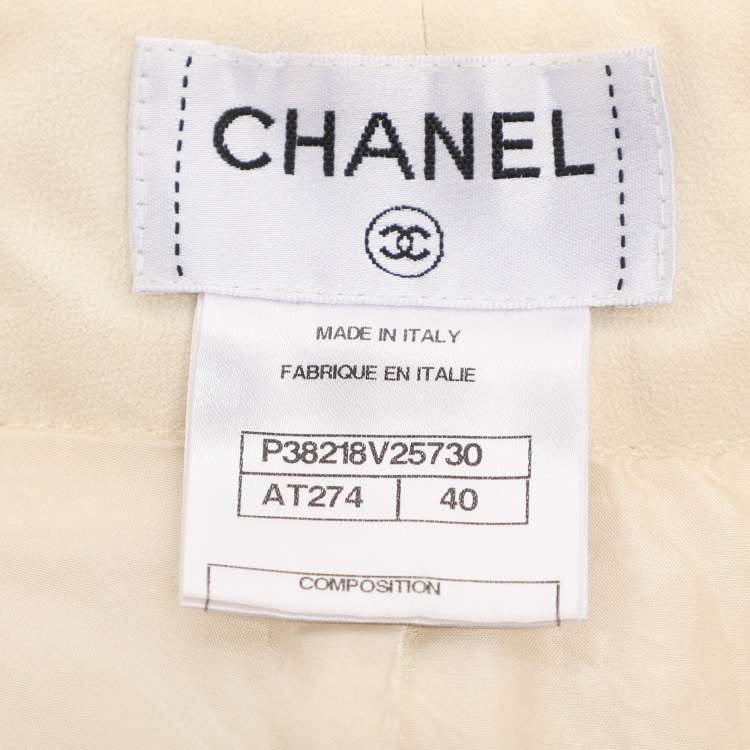 CHANEL
MADE IN ITALY
FABRIQUE EN ITALIE
P38218V25730
AT274 40
COMPOSITION